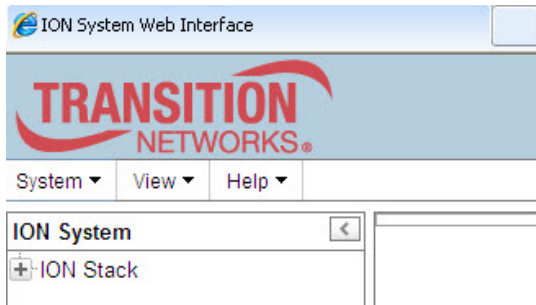 ION System Web Interface
TRANSITION
NETWORKS®
System View Help
ION System
ION Stack